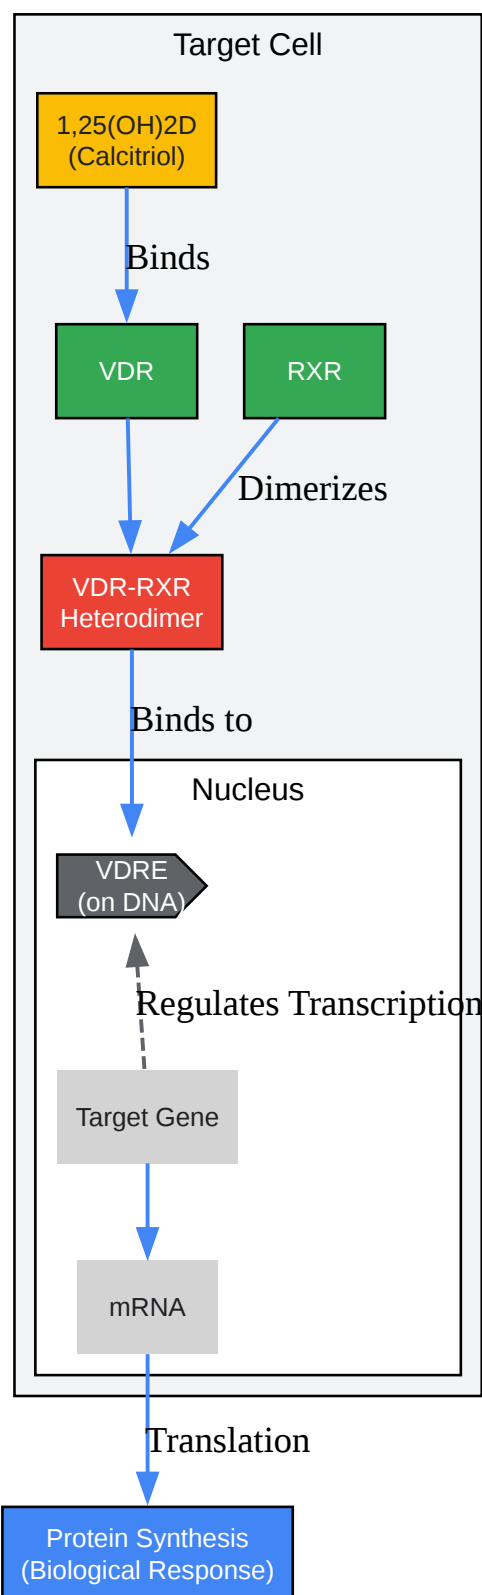 Target Cell
1,25(OH)2D
(Calcitriol)
Binds
VDR
RXR
Dimerizes
VDR-RXR
Heterodimer
Binds to
Nucleus
VDRE
(on DNA)
Regulates Transcription
Target Gene
mRNA
Translation
Protein Synthesis
(Biological Response)